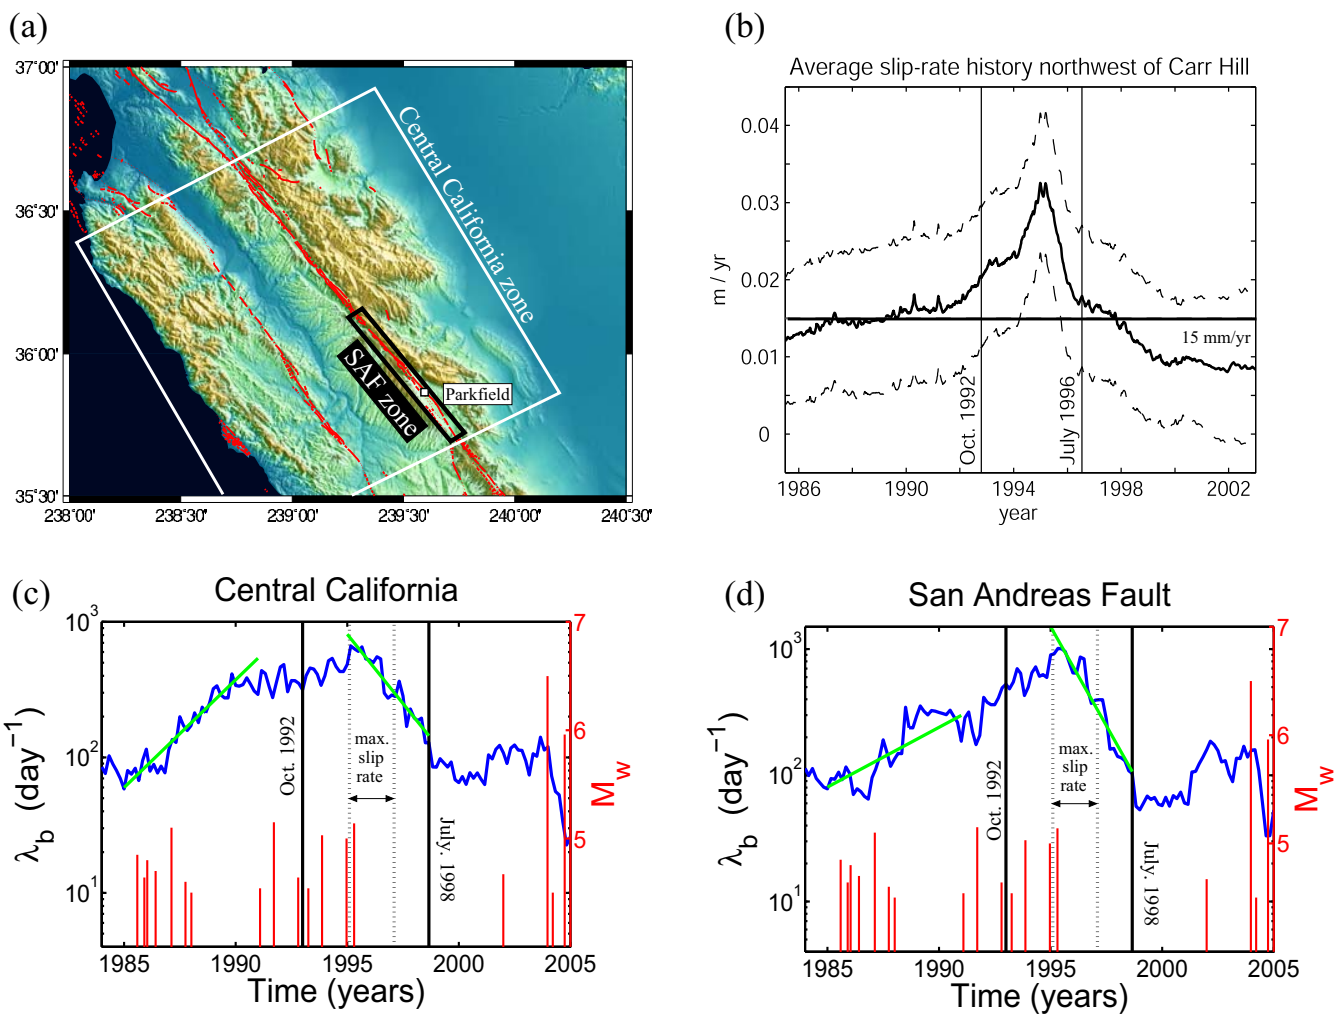 (a)
37°00'
36°30'
36°00'
35°30'
238°00'
238°30'
239°00'
239°30'
240°00'
240°30'
Central California zone
SAF zone
Parkfield
(b)
Average slip-rate history northwest of Carr Hill
m / yr
0.04
0.03
0.02
0.01
0
15 mm/yr
Oct. 1992
July 1996
1986
1990
1994
1998
2002
year
(c)
Central California
λb (day−1)
10³
10²
10¹
7
6
5
Mw
Oct. 1992
max.
slip
rate
July. 1998
1985
1990
1995
2000
2005
Time (years)
(d)
San Andreas Fault
λb (day−1)
10³
10²
10¹
7
6
5
Mw
Oct. 1992
max.
slip
rate
July. 1998
1985
1990
1995
2000
2005
Time (years)